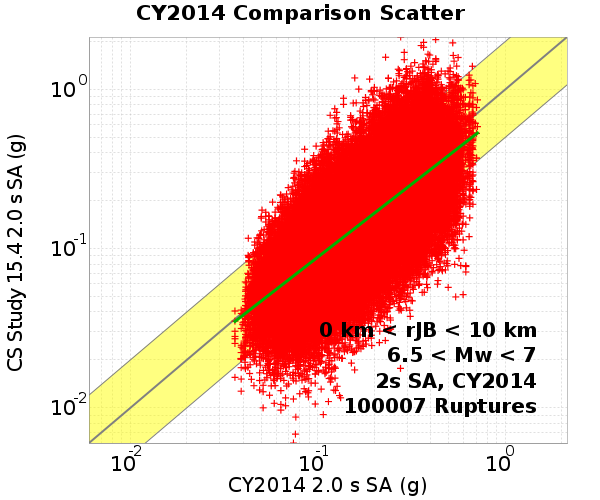 CY2014 Comparison Scatter
CS Study 15.4 2.0 s SA (g)
10^0
10^-1
10^-2
0 km < rJB < 10 km
6.5 < Mw < 7
2s SA, CY2014
100007 Ruptures
10^-2 10^-1 10^0
CY2014 2.0 s SA (g)